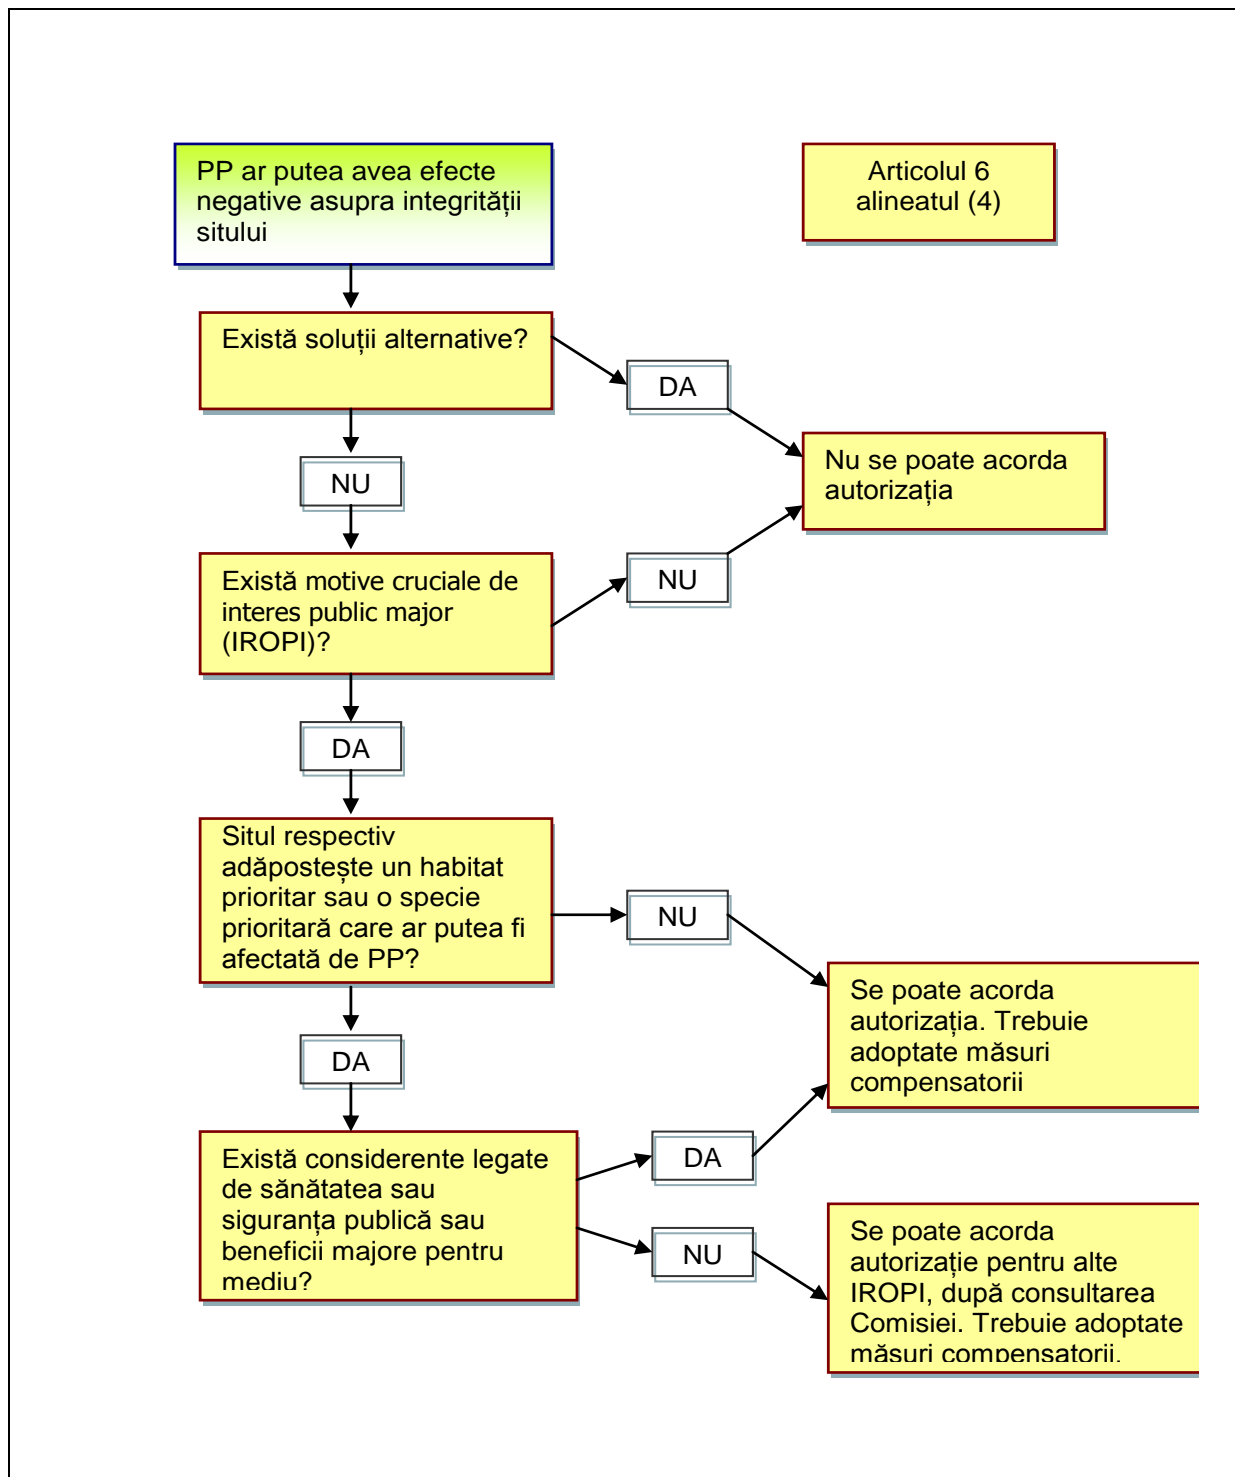 PP ar putea avea efecte
negative asupra integrității
sitului
Articolul 6
alineatul (4)
Există soluții alternative?
DA
Nu se poate acorda
autorizația
NU
Există motive cruciale de
interes public major
(IROPI)?
NU
DA
Situl respectiv
adăpostește un habitat
prioritar sau o specie
prioritară care ar putea fi
afectată de PP?
NU
Se poate acorda
autorizația. Trebuie
adoptate măsuri
compensatorii
DA
Există considerente legate
de sănătatea sau
siguranța publică sau
beneficii majore pentru
mediu?
DA
NU
Se poate acorda
autorizație pentru alte
IROPI, după consultarea
Comisiei. Trebuie adoptate
măsuri compensatorii.